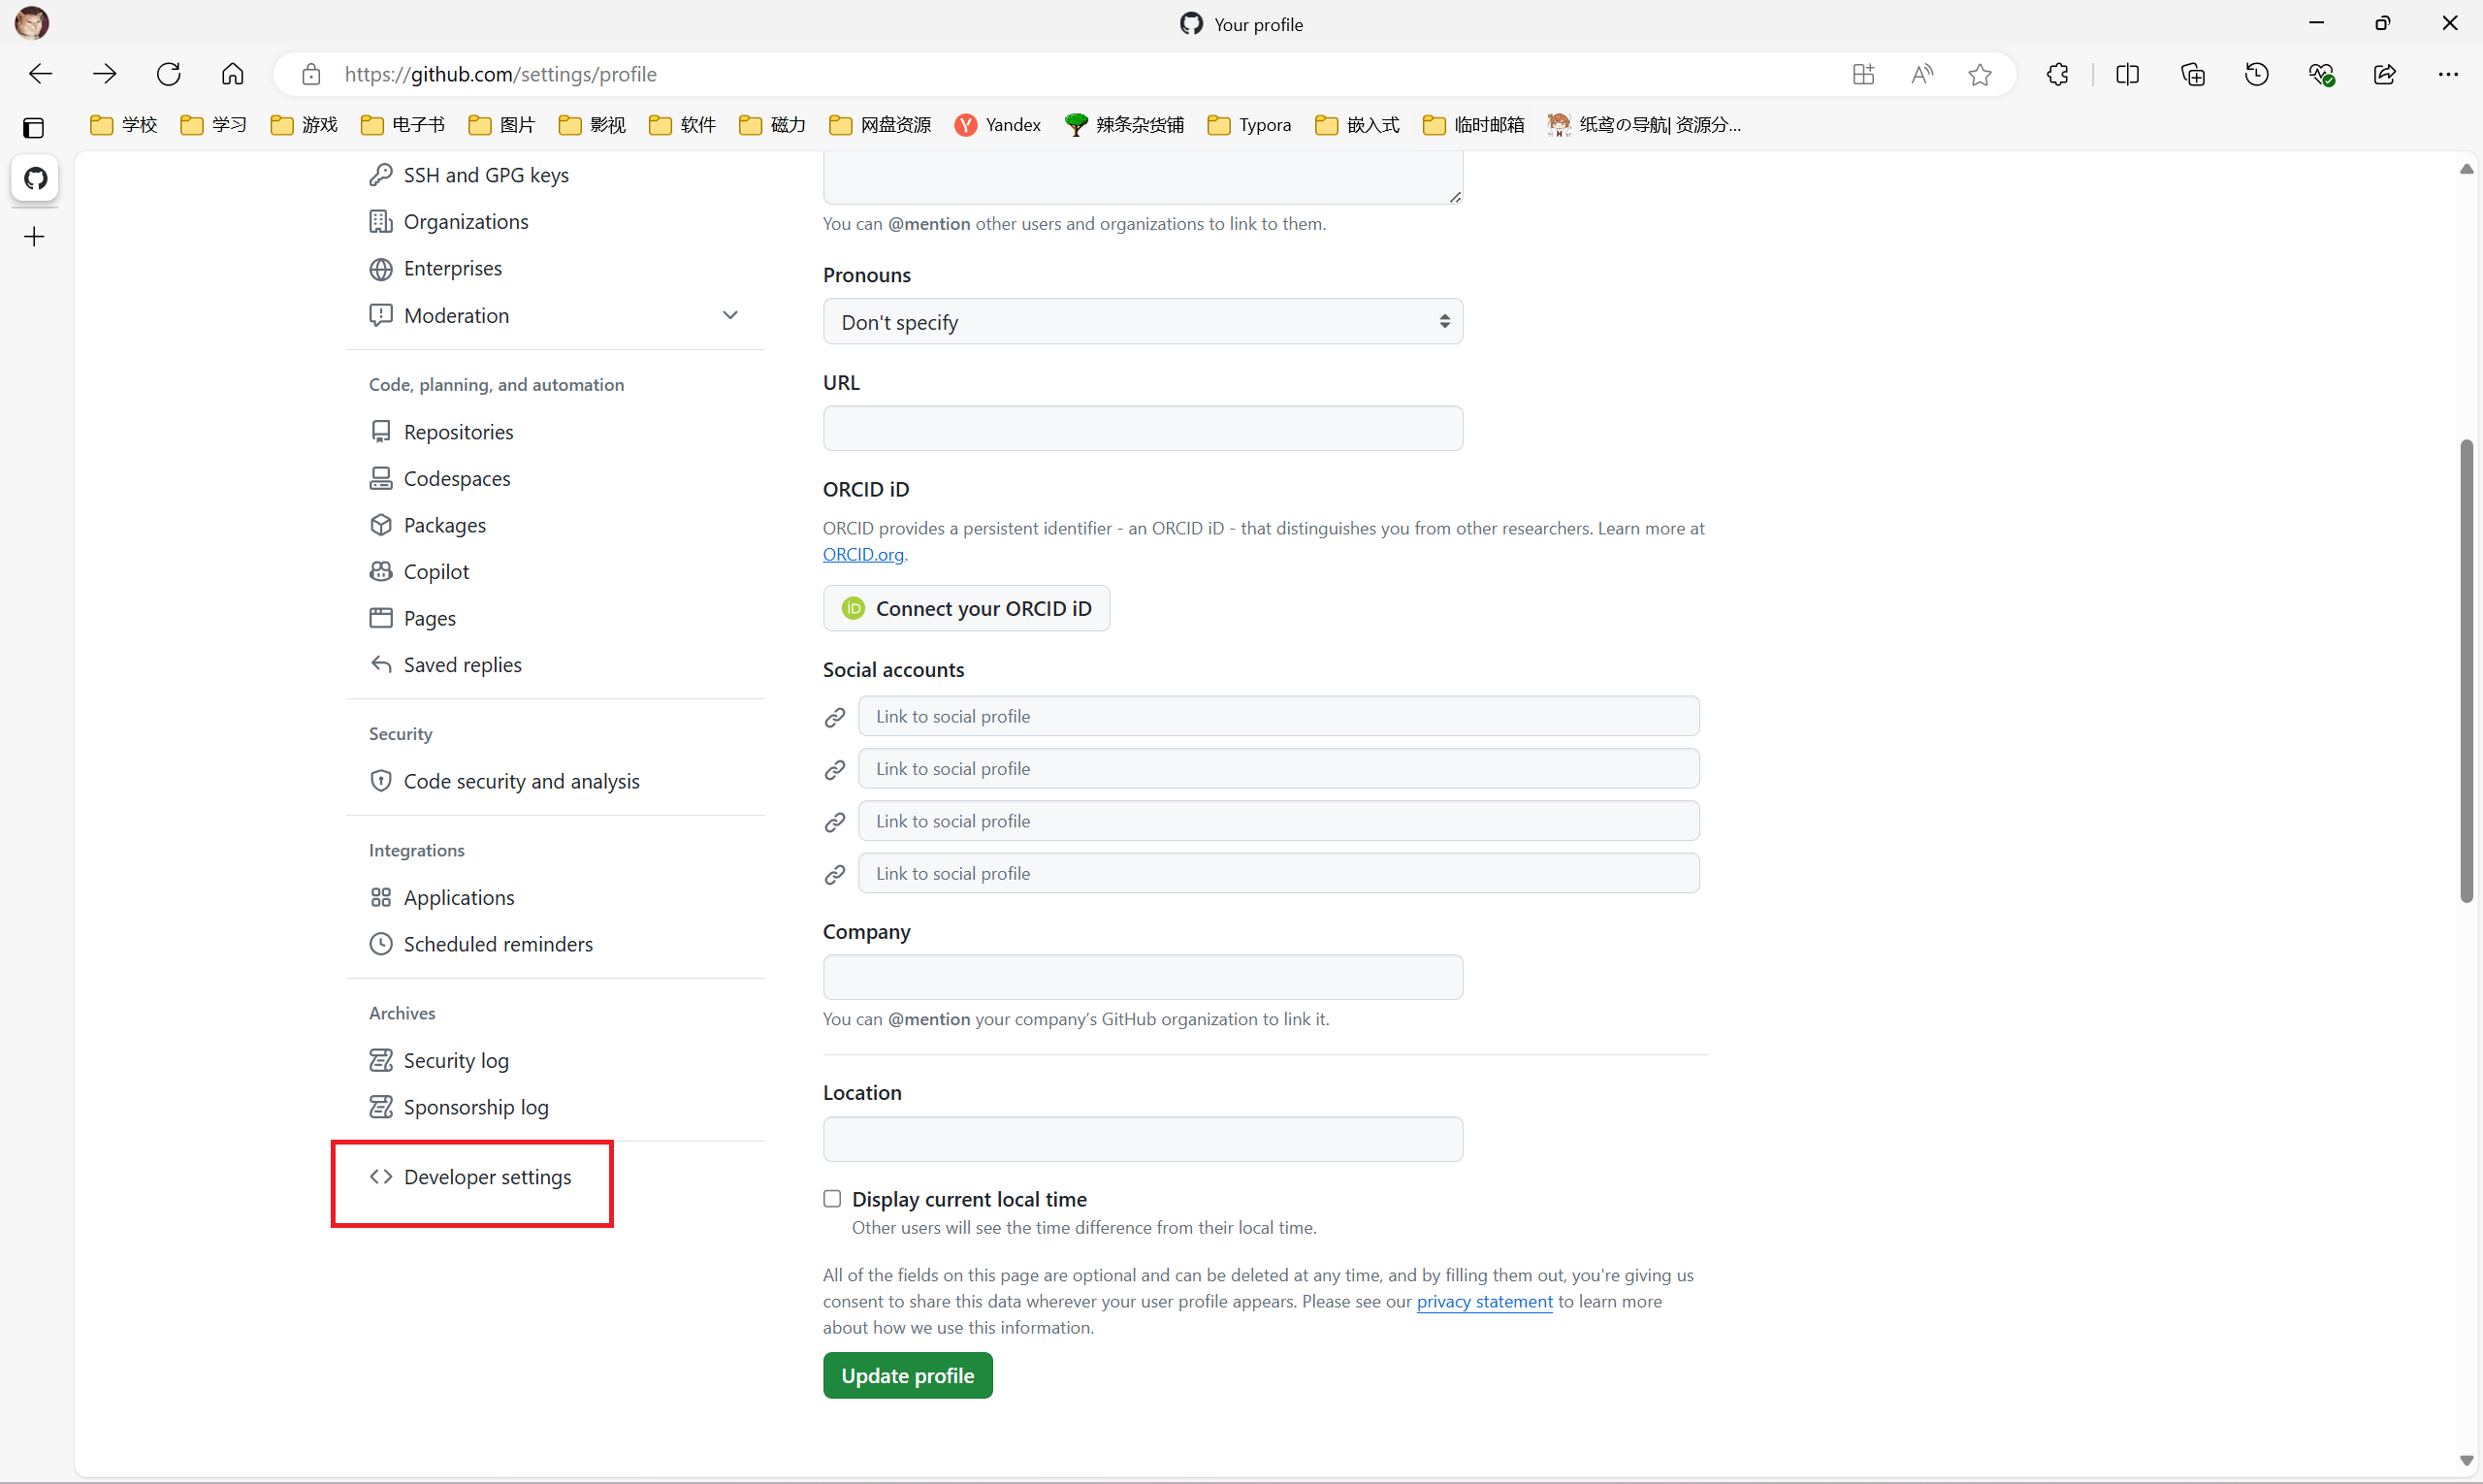 Your profile
https://github.com/settings/profile
学校 学习 游戏 电子书 图片 影视 软件 磁力 网盘资源 Yandex 辣条杂货铺 Typora 嵌入式 临时邮箱 纸鸢の导航| 资源分...
SSH and GPG keys
Organizations
Enterprises
Moderation
Code, planning, and automation
Repositories
Codespaces
Packages
Copilot
Pages
Saved replies
Security
Code security and analysis
Integrations
Applications
Scheduled reminders
Archives
Security log
Sponsorship log
Developer settings
You can @mention other users and organizations to link to them.
Pronouns
Don't specify
URL
ORCID iD
ORCID provides a persistent identifier - an ORCID iD - that distinguishes you from other researchers. Learn more at
ORCID.org.
Connect your ORCID iD
Social accounts
Link to social profile
Link to social profile
Link to social profile
Link to social profile
Company
You can @mention your company's GitHub organization to link it.
Location
Display current local time
Other users will see the time difference from their local time.
All of the fields on this page are optional and can be deleted at any time, and by filling them out, you're giving us
consent to share this data wherever your user profile appears. Please see our privacy statement to learn more
about how we use this information.
Update profile